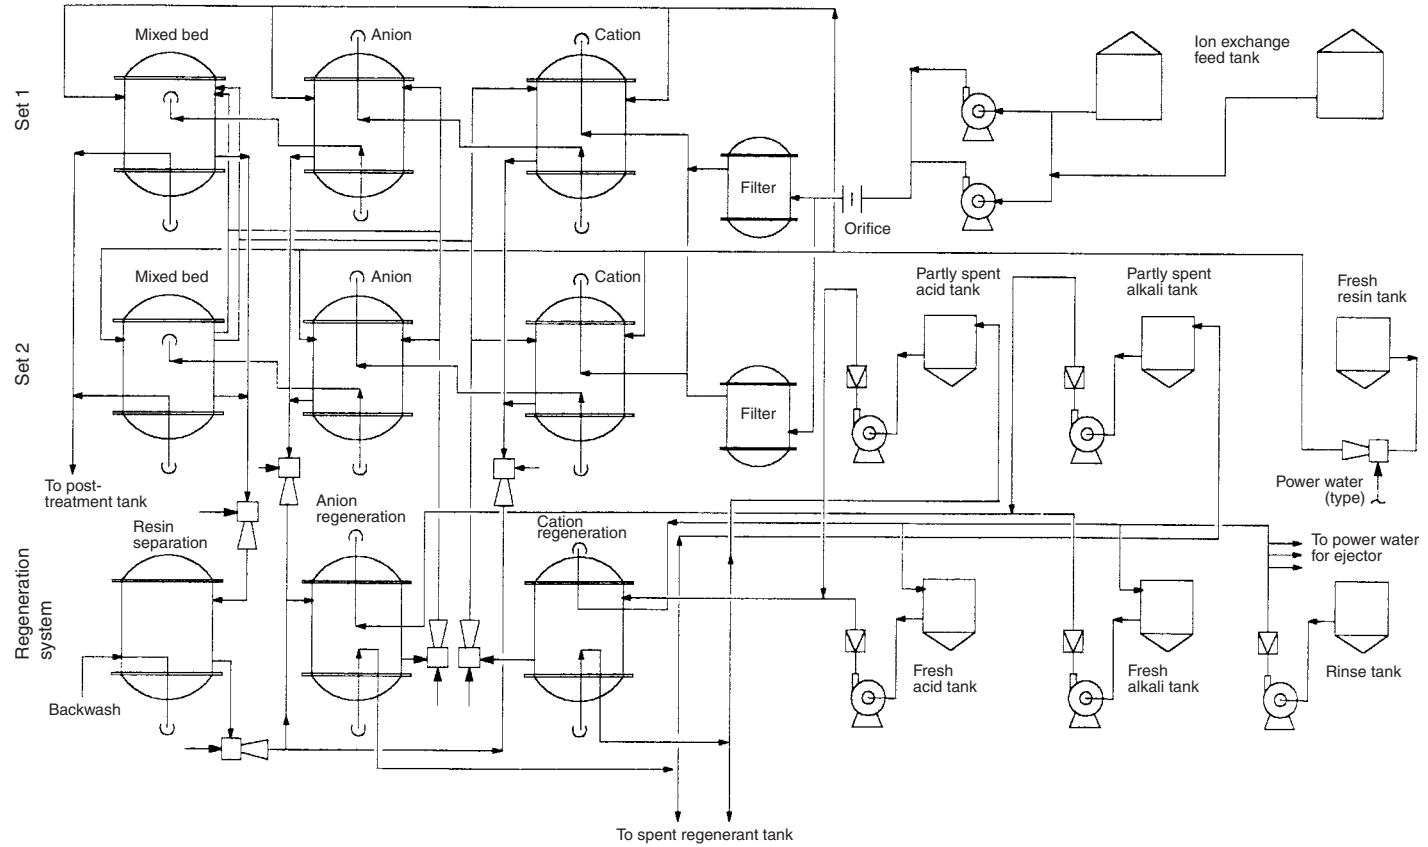 Set 1
Mixed bed
Anion
Cation
Ion exchange
feed tank
Filter
Orifice
Set 2
Mixed bed
Anion
Cation
Partly spent
acid tank
Partly spent
alkali tank
Fresh
resin tank
Filter
To post-
treatment tank
Power water
(type)
Regeneration
system
Resin
separation
Anion
regeneration
Cation
regeneration
To power water
for ejector
Backwash
Fresh
acid tank
Fresh
alkali tank
Rinse tank
To spent regenerant tank